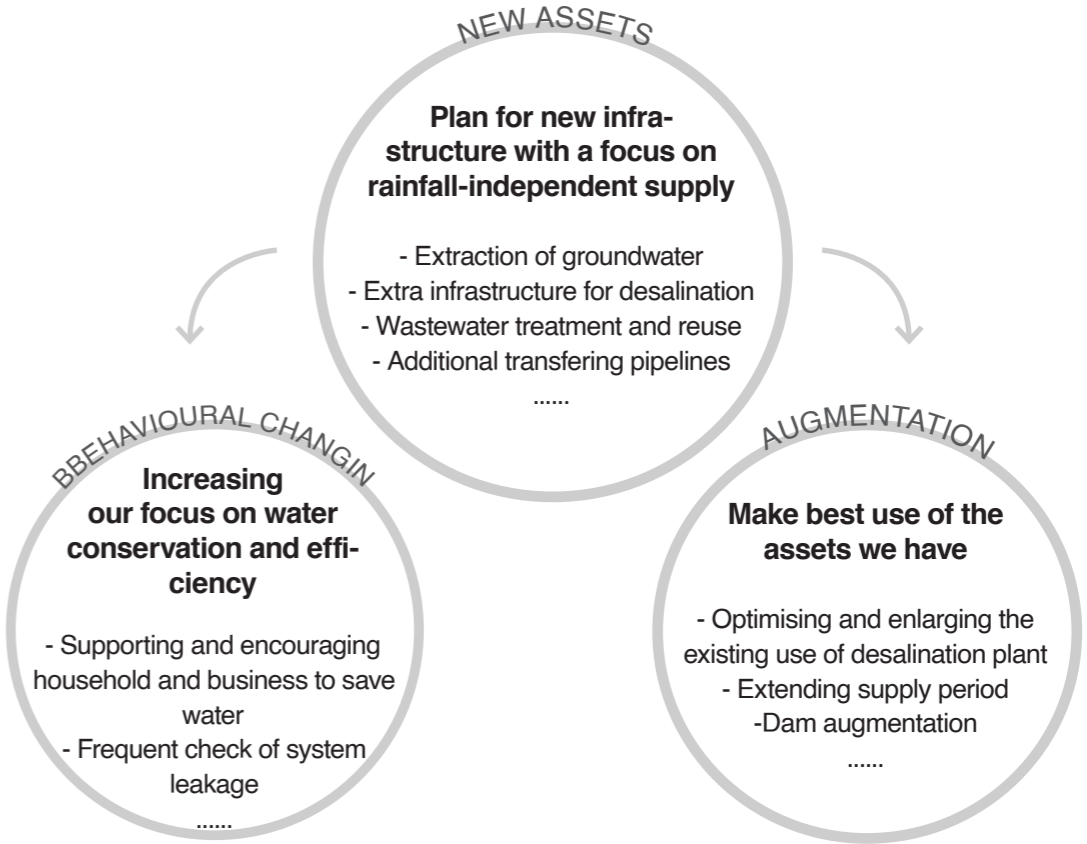 NEW ASSETS
Plan for new infra-
structure with a focus on
rainfall-independent supply
- Extraction of groundwater
- Extra infrastructure for desalination
- Wastewater treatment and reuse
- Additional transfering pipelines
......
BBEHAVIOURAL CHANGIN
Increasing
our focus on water
conservation and effi-
ciency
- Supporting and encouraging
household and business to save
water
- Frequent check of system
leakage
......
AUGMENTATION
Make best use of the
assets we have
- Optimising and enlarging the
existing use of desalination plant
- Extending supply period
-Dam augmentation
......